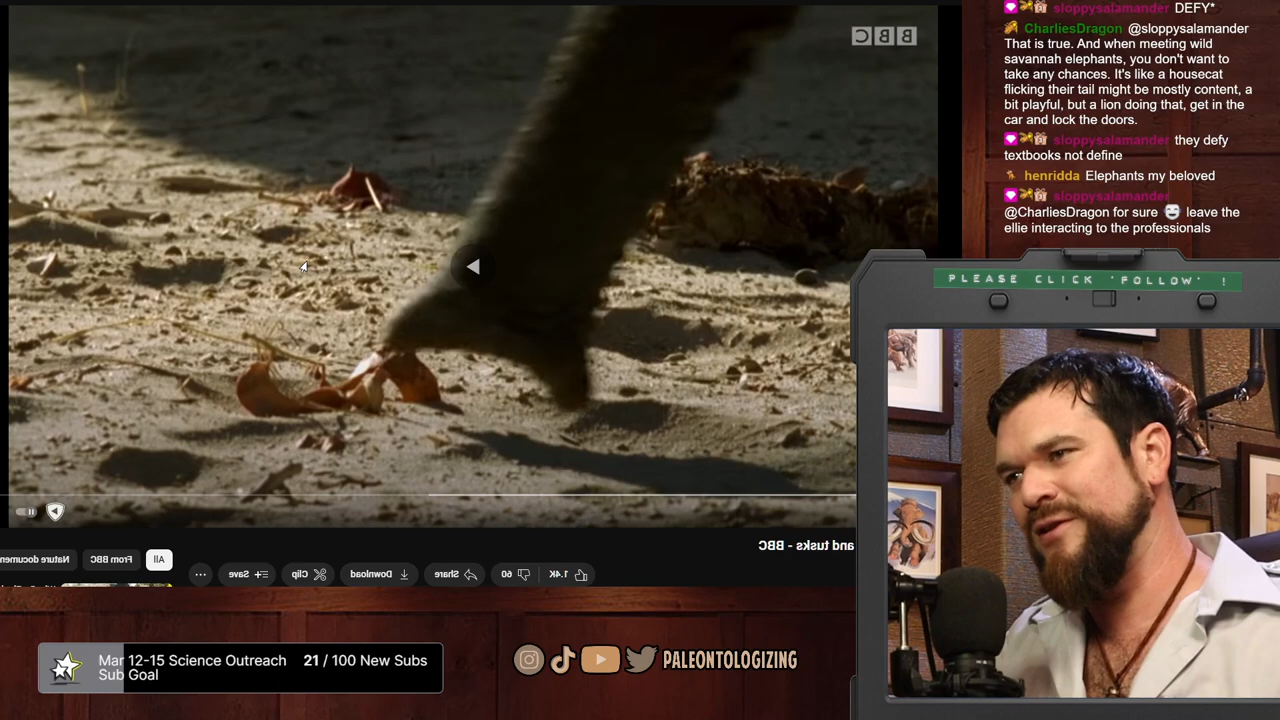 BBC
sloppysalamander DEFY*
CharliesDragon @sloppysalamander
That is true. And when meeting wild
savannah elephants, you don't want to
take any chances. It's like a housecat
flicking their tail might be mostly content, a
bit playful, but a lion doing that, get in the
car and lock the doors.
sloppysalamander they defy
textbooks not define
henridda Elephants my beloved
sloppysalamander
@CharliesDragon for sure leave the
ellie interacting to the professionals
PLEASE CLICK "FOLLOW" !
and tusks - BBC
Nature documen
From BBC
All
Save
Clip
Download
Share
60
1.4K
Mar 12-15 Science Outreach 21 / 100 New Subs
Sub Goal
PALEONTOLOGIZING